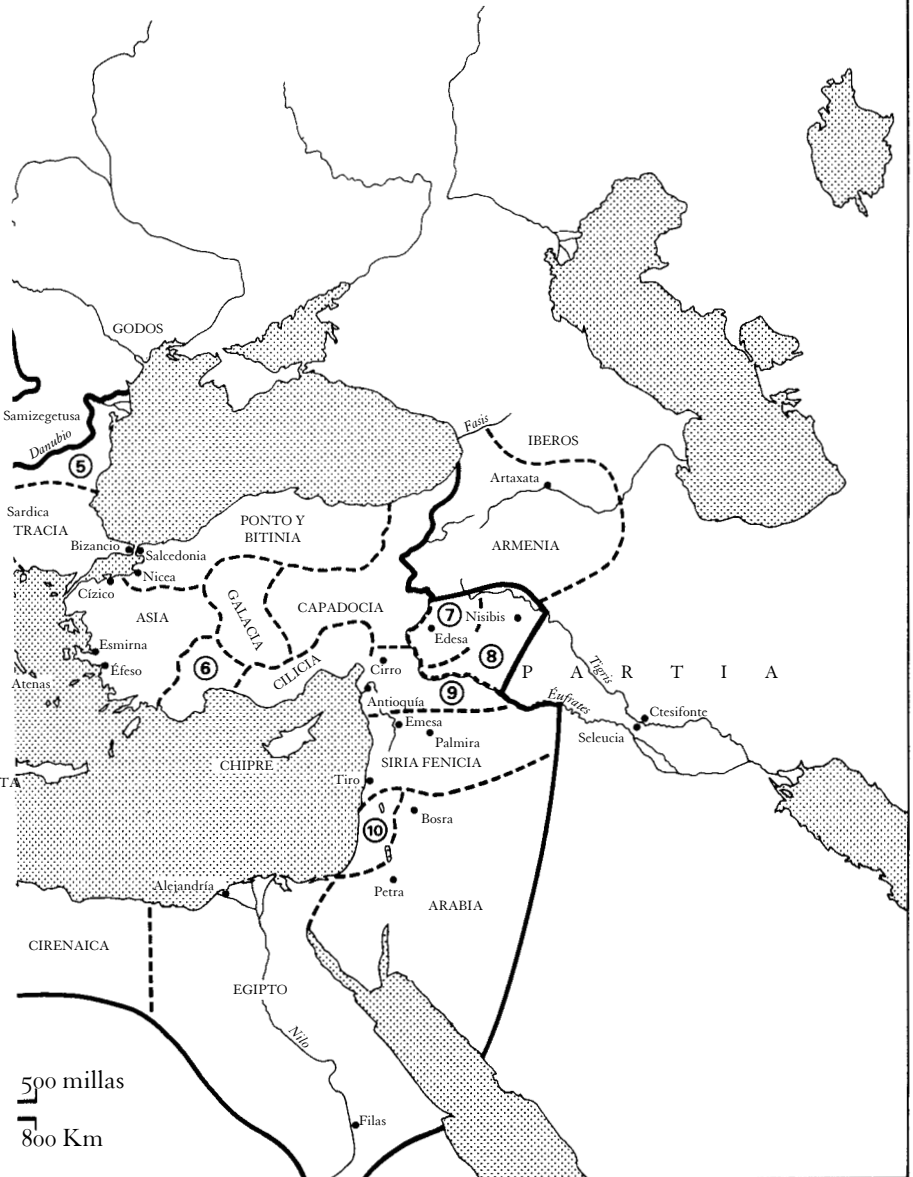 GODOS
Samizegetusa
Danubio
5
Fasis
IBEROS
Artaxata
Sardica
TRACIA
PONTO Y
BITINIA
Bizancio
Salcedonia
ARMENIA
Nicea
Cízico
ASIA
GALACIA
CAPADOCIA
7
Nisibis
Edesa
Esmirna
Éfeso
6
CILICIA
Cirro
8
PARTIA
Tigris
Atenas
9
Antioquía
Éufrates
Ctesifonte
Emesa
Seleucia
Palmira
CHIPRE
SIRIA FENICIA
TA
Tiro
Bosra
10
Alejandría
Petra
ARABIA
CIRENAICA
EGIPTO
Nilo
500 millas
800 Km
Filas